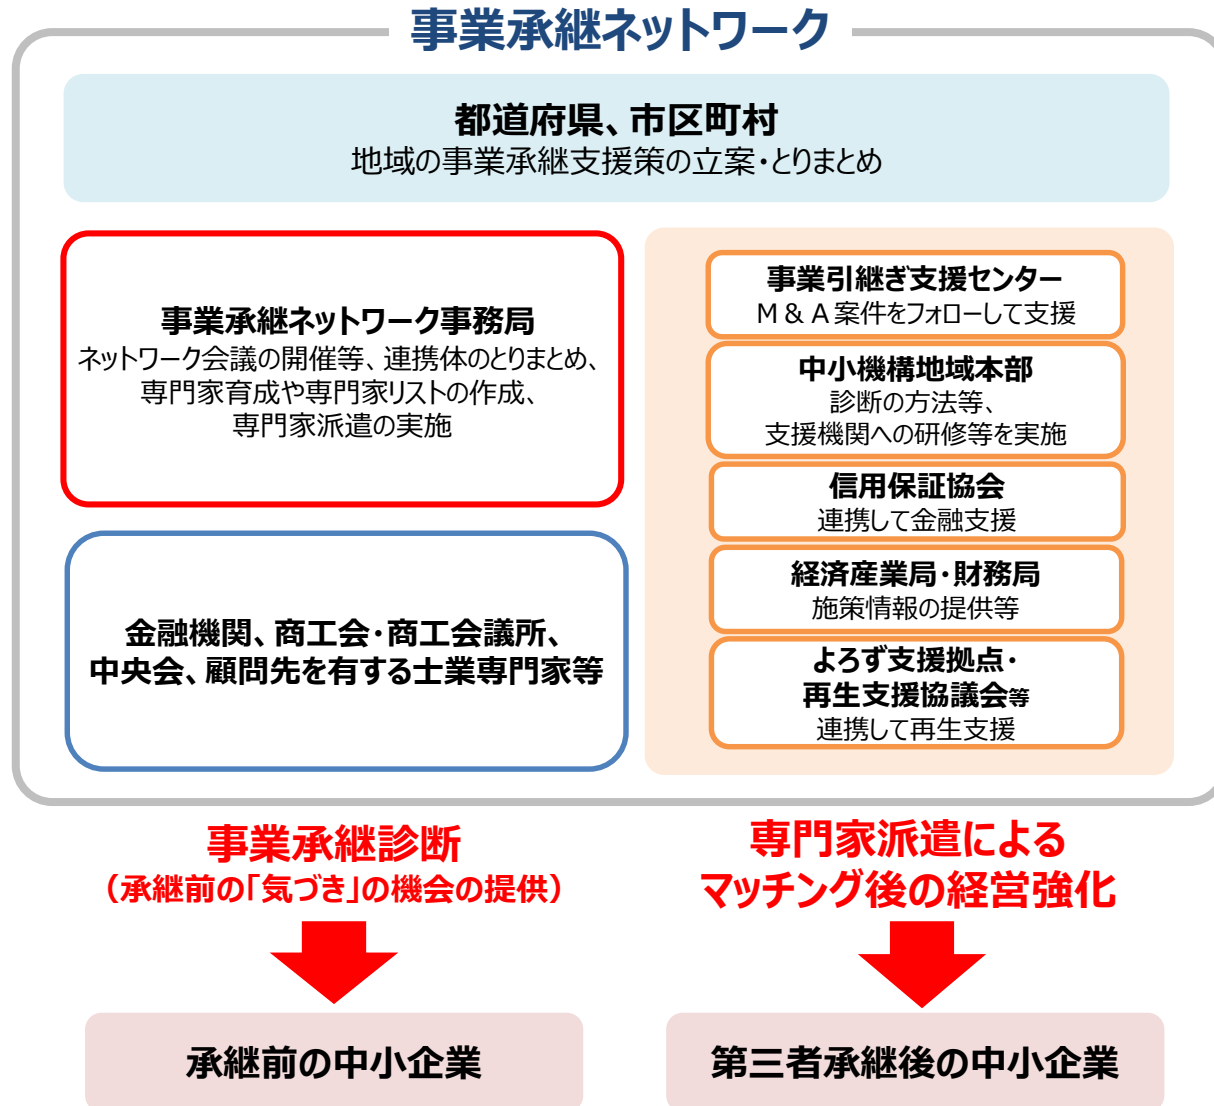 事業承継ネットワーク
都道府県、市区町村
地域の事業承継支援策の立案・とりまとめ
事業承継ネットワーク事務局
ネットワーク会議の開催等、連携体のとりまとめ、
専門家育成や専門家リストの作成、
専門家派遣の実施
金融機関、商工会・商工会議所、
中央会、顧問先を有する士業専門家等
事業引継ぎ支援センター
M&A案件をフォローして支援
中小機構地域本部
診断の方法等、
支援機関への研修等を実施
信用保証協会
連携して金融支援
経済産業局・財務局
施策情報の提供等
よろず支援拠点・
再生支援協議会等
連携して再生支援
事業承継診断
（承継前の「気づき」の機会の提供）
承継前の中小企業
専門家派遣による
マッチング後の経営強化
第三者承継後の中小企業